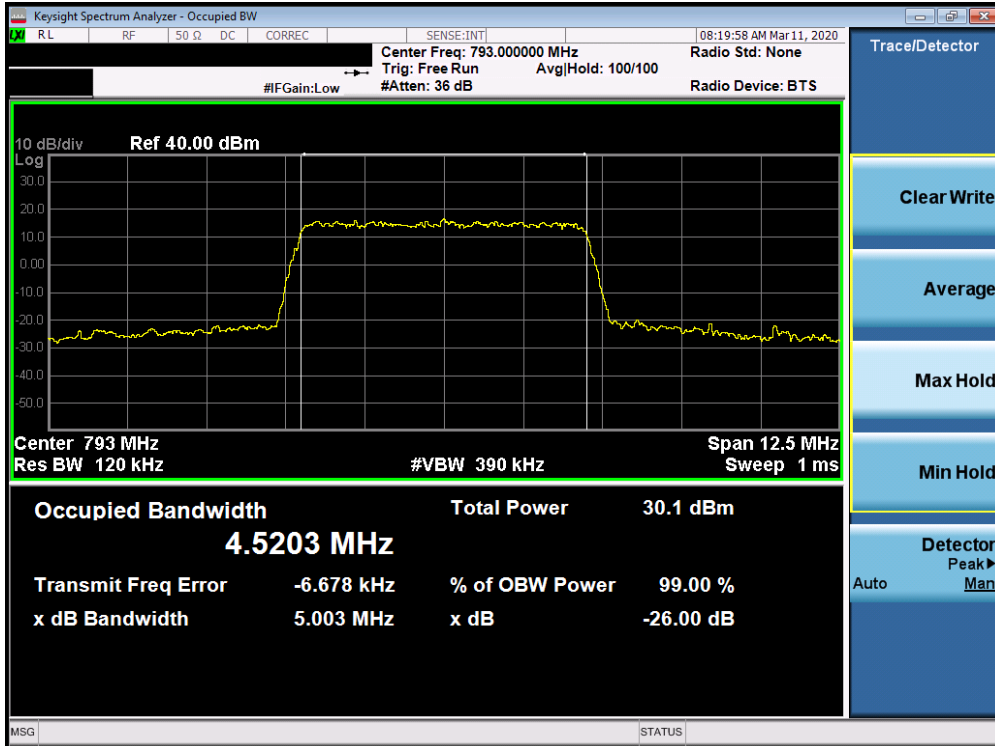 Keysight Spectrum Analyzer - Occupied BW
LXI RL RF 50 Ω DC CORREC SENSE:INT 08:19:58 AM Mar 11, 2020
Center Freq: 793.000000 MHz Radio Std: None
Trig: Free Run Avg|Hold: 100/100
#IFGain:Low #Atten: 36 dB Radio Device: BTS
10 dB/div Ref 40.00 dBm
Log
30.0
20.0
10.0
0.00
-10.0
-20.0
-30.0
-40.0
-50.0
Center 793 MHz Span 12.5 MHz
Res BW 120 kHz #VBW 390 kHz Sweep 1 ms
Occupied Bandwidth Total Power 30.1 dBm
4.5203 MHz
Transmit Freq Error -6.678 kHz % of OBW Power 99.00 %
x dB Bandwidth 5.003 MHz x dB -26.00 dB
MSG STATUS
Trace/Detector
Clear Write
Average
Max Hold
Min Hold
Detector
Peak▶
Auto Man